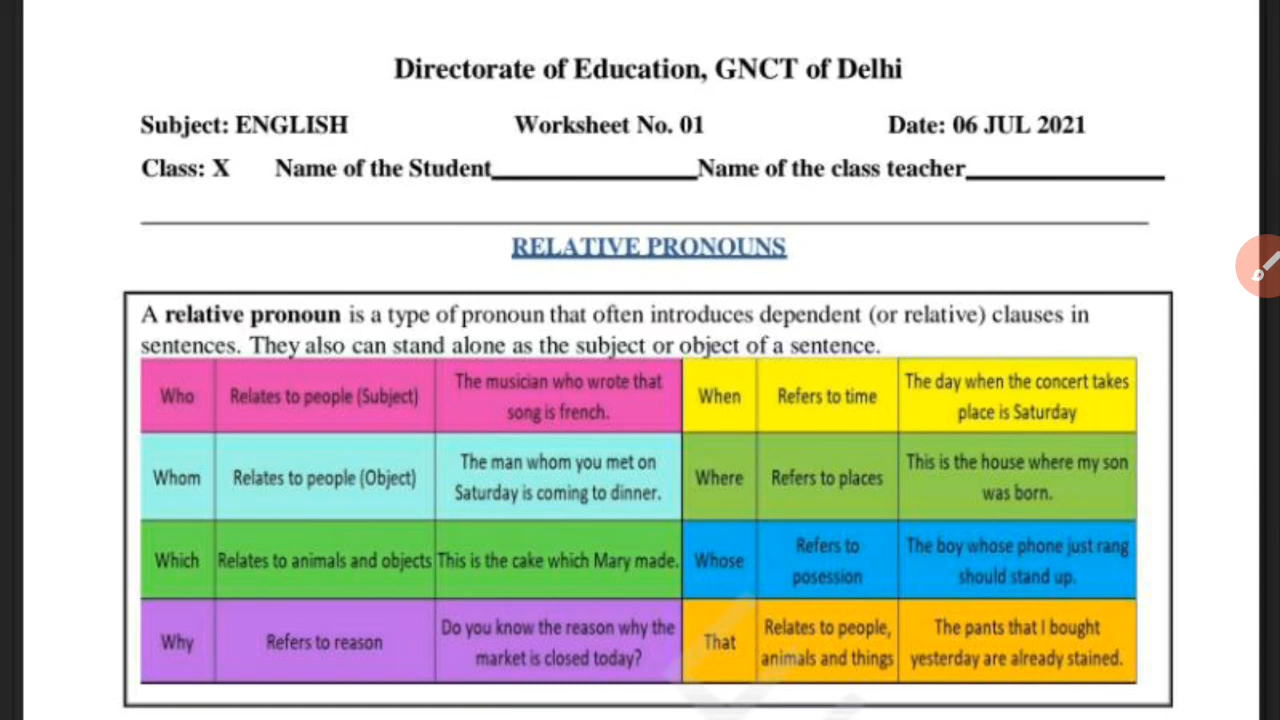 Directorate of Education, GNCT of Delhi
Subject: ENGLISH Worksheet No. 01 Date: 06 JUL 2021
Class: X Name of the Student____________Name of the class teacher____________
RELATIVE PRONOUNS
A relative pronoun is a type of pronoun that often introduces dependent (or relative) clauses in
sentences. They also can stand alone as the subject or object of a sentence.
Who
Relates to people (Subject)
The musician who wrote that
song is french.
When
Refers to time
The day when the concert takes
place is Saturday
Whom
Relates to people (Object)
The man whom you met on
Saturday is coming to dinner.
Where
Refers to places
This is the house where my son
was born.
Which
Relates to animals and objects
This is the cake which Mary made.
Whose
Refers to
posession
The boy whose phone just rang
should stand up.
Why
Refers to reason
Do you know the reason why the
market is closed today?
That
Relates to people,
animals and things
The pants that I bought
yesterday are already stained.